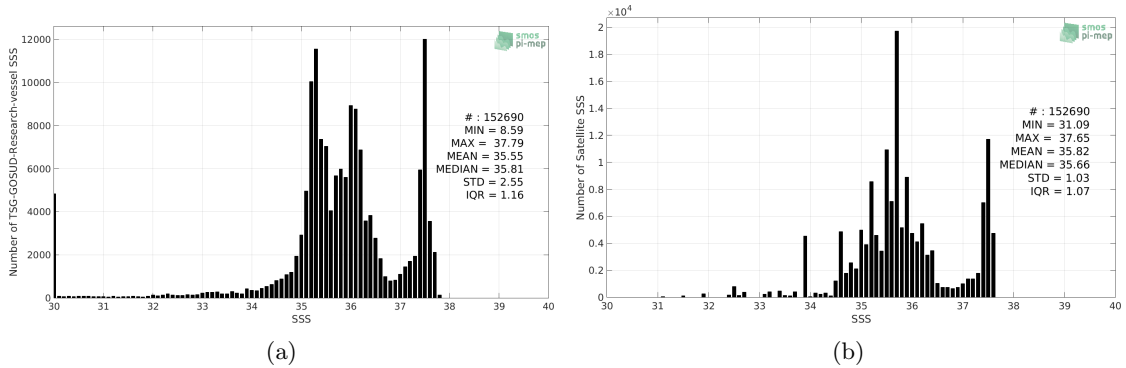 smos
pi-mep
Number of TSG-GOSUD-Research-vessel SSS
12000
10000
8000
6000
4000
2000
0
# : 152690
MIN = 8.59
MAX = 37.79
MEAN = 35.55
MEDIAN = 35.81
STD = 2.55
IQR = 1.16
30 31 32 33 34 35 36 37 38 39 40
SSS
(a)
×10⁴
smos
pi-mep
Number of Satellite SSS
2
1.8
1.6
1.4
1.2
1
0.8
0.6
0.4
0.2
0
# : 152690
MIN = 31.09
MAX = 37.65
MEAN = 35.82
MEDIAN = 35.66
STD = 1.03
IQR = 1.07
30 31 32 33 34 35 36 37 38 39 40
SSS
(b)